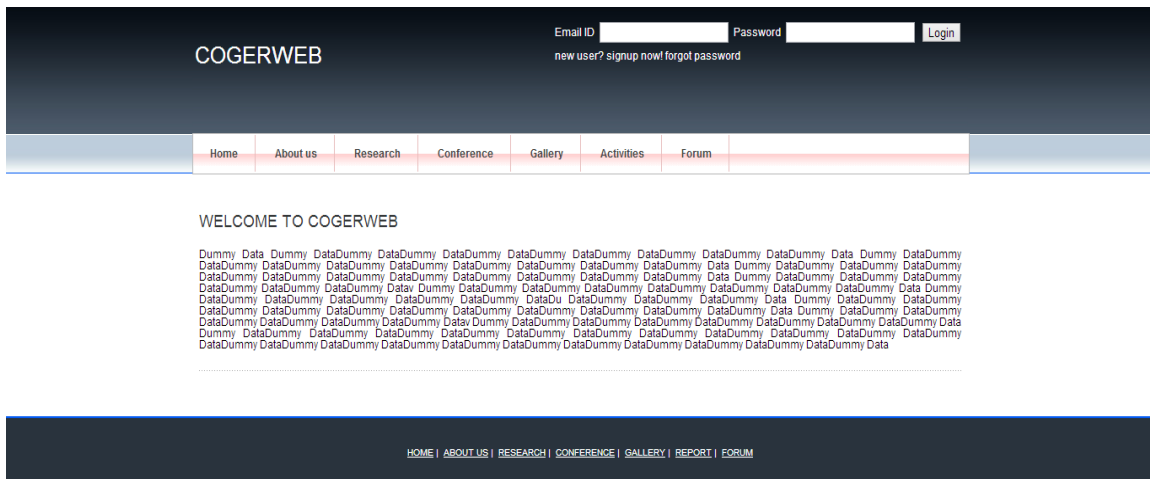 Email ID Password Login
COGERWEB
new user? signup now! forgot password
Home About us Research Conference Gallery Activities Forum
WELCOME TO COGERWEB
Dummy Data Dummy DataDummy DataDummy DataDummy DataDummy DataDummy DataDummy DataDummy DataDummy Data Dummy DataDummy
DataDummy DataDummy DataDummy DataDummy DataDummy DataDummy DataDummy DataDummy Data Dummy DataDummy DataDummy DataDummy
DataDummy DataDummy DatanmDummy DataDummy DataDummy DataDummy DataDummy DataDummy Data Dummy DataDummy DataDummy DataDummy
DataDummy DataDummy DataDummy Datav Dummy DataDummy DataDummy DataDummy DataDummy DataDummy DataDummy DataDummy Data Dummy
DataDummy DataDummy DataDummy DataDummy DataDummy DataDu DataDummy DataDummy DataDummy Data Dummy DataDummy DataDummy
DataDummy DataDummy DataDummy DataDummy DataDummy DataDummy DataDummy DataDummy DataDummy Data Dummy DataDummy DataDummy
DataDummy DataDummy DataDummy DataDummy Datav Dummy DataDummy DataDummy DataDummy DataDummy DataDummy DataDummy DataDummy Data
Dummy DataDummy DataDummy DataDummy DataDummy DataDummy DataDummy DataDummy DataDummy DataDummy DataDummy DataDummy
DataDummy DataDummy DataDummy DataDummy DataDummy DataDummy DataDummy DataDummy DataDummy DataDummy DataDummy Data
HOME | ABOUT US | RESEARCH | CONFERENCE | GALLERY | REPORT | FORUM